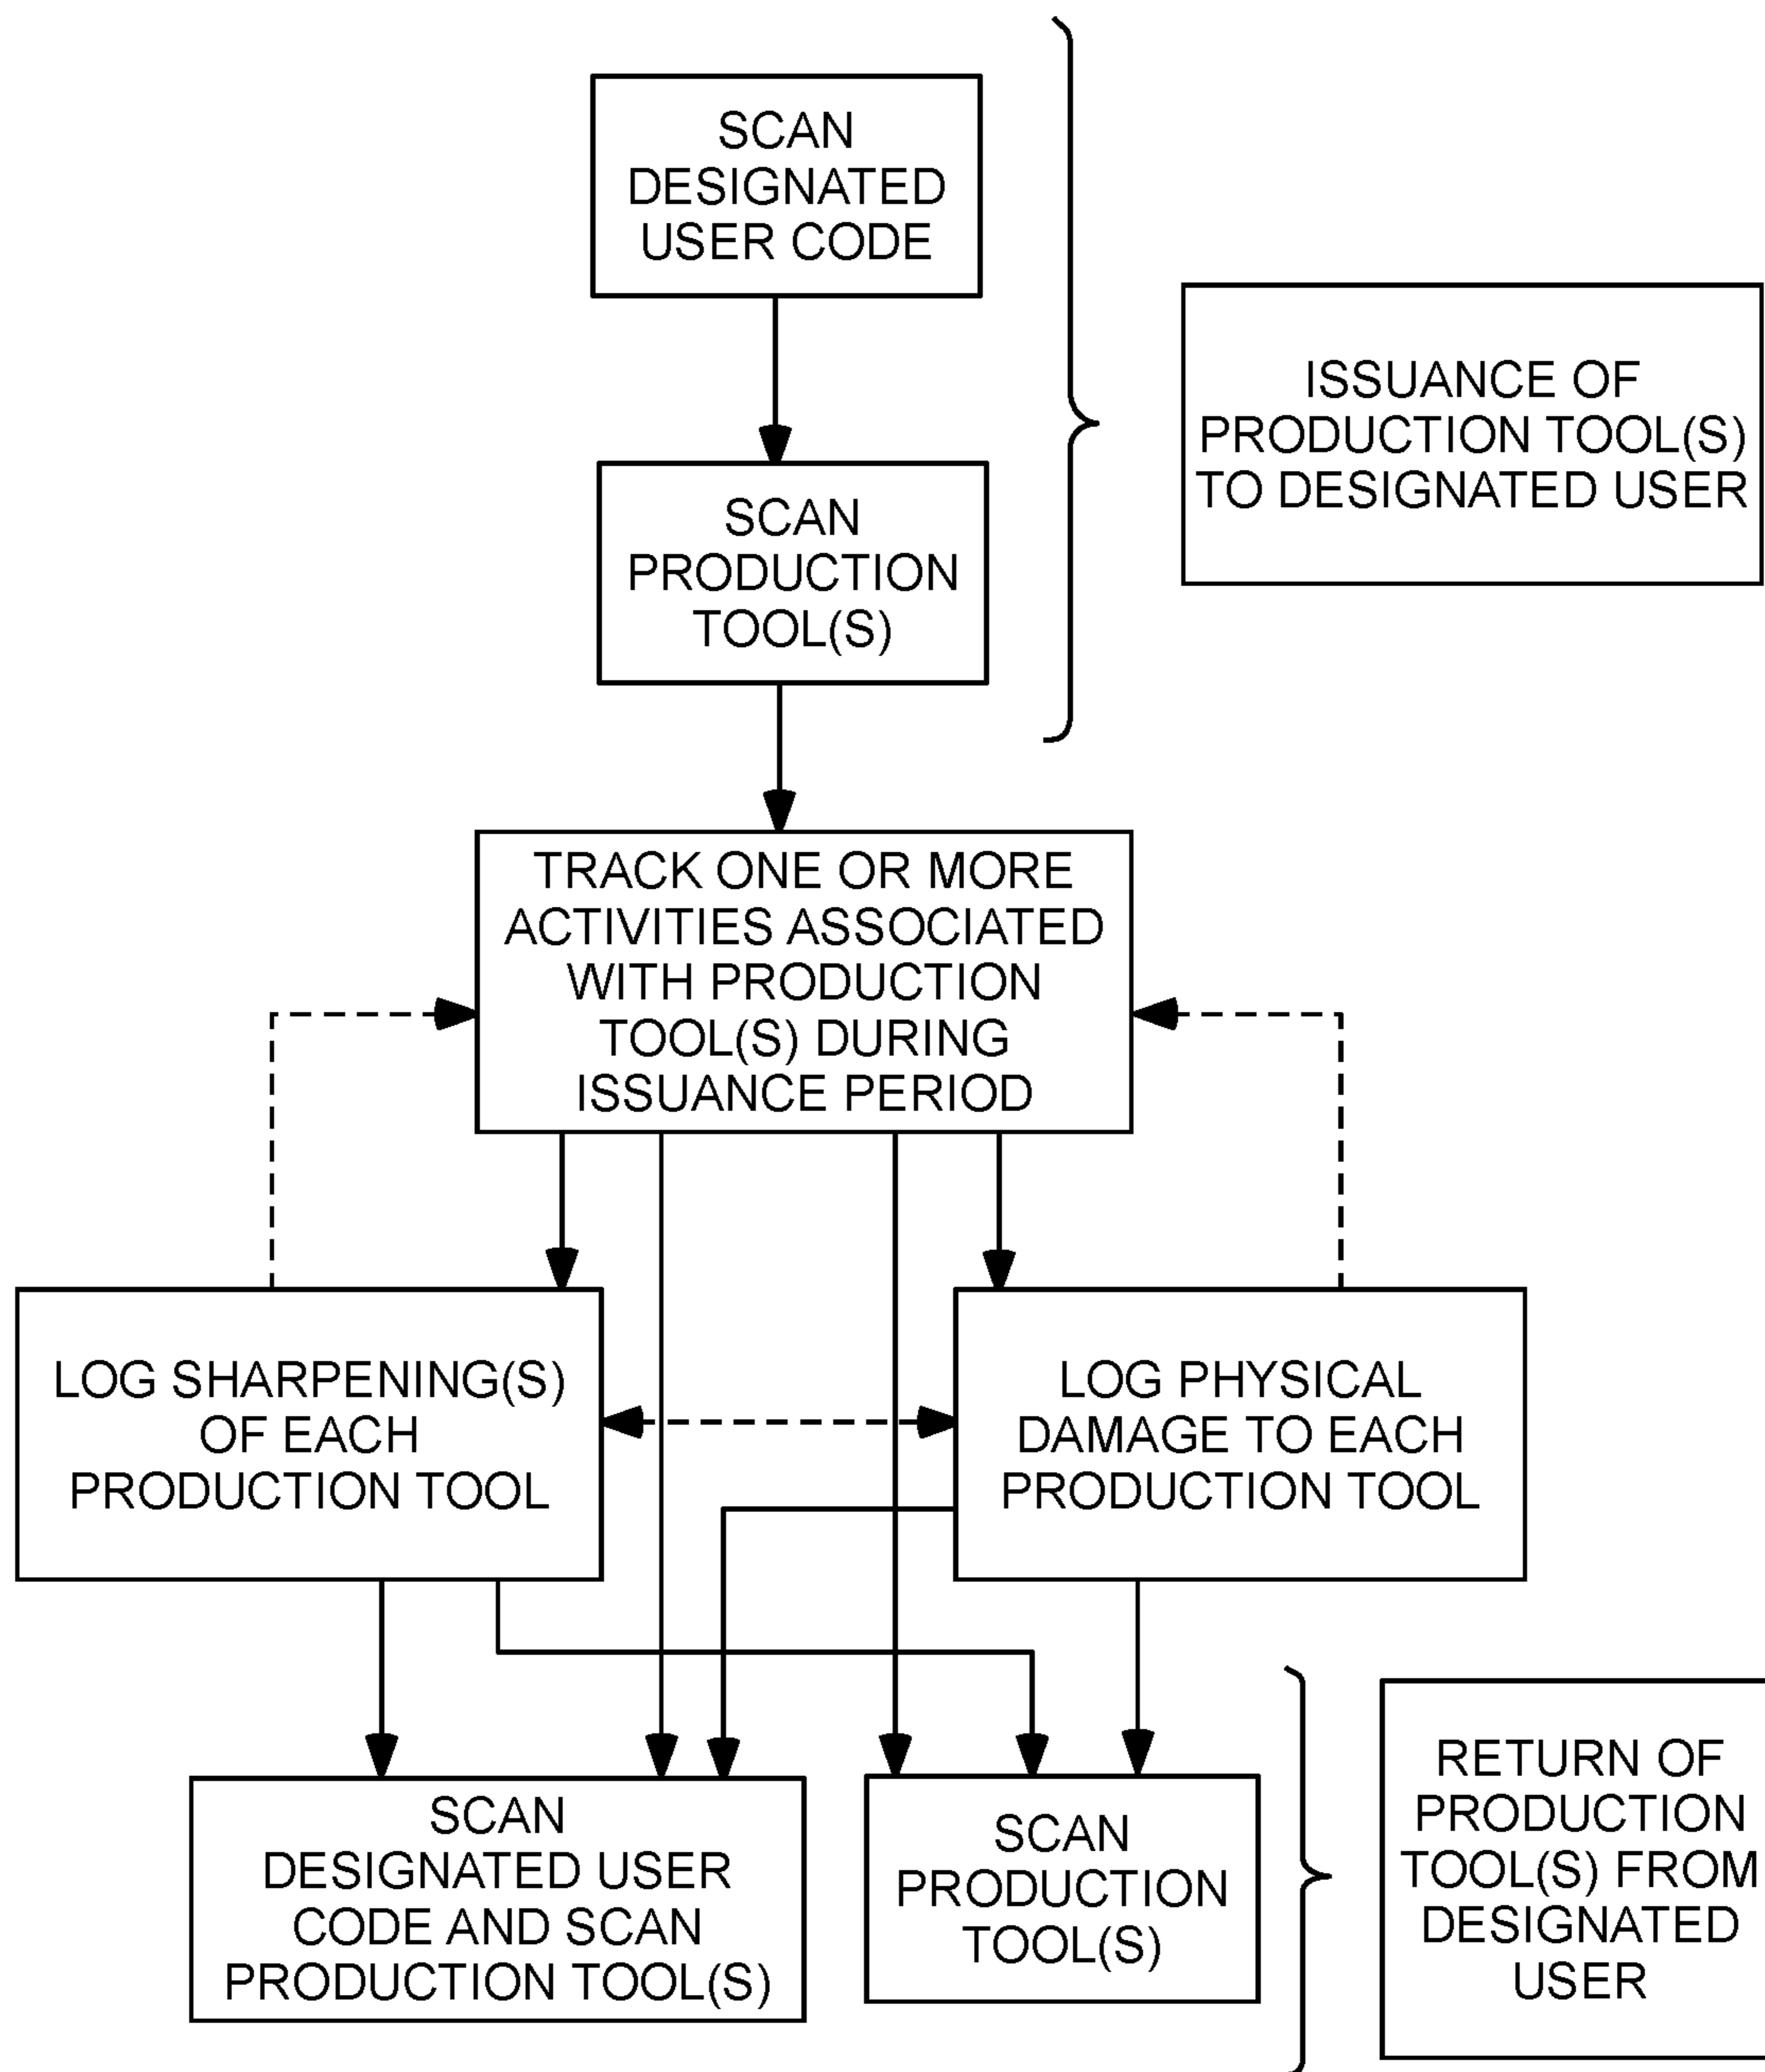 SCAN
DESIGNATED
USER CODE
ISSUANCE OF
PRODUCTION TOOL(S)
TO DESIGNATED USER
SCAN
PRODUCTION
TOOL(S)
TRACK ONE OR MORE
ACTIVITIES ASSOCIATED
WITH PRODUCTION
TOOL(S) DURING
ISSUANCE PERIOD
LOG SHARPENING(S)
OF EACH
PRODUCTION TOOL
LOG PHYSICAL
DAMAGE TO EACH
PRODUCTION TOOL
SCAN
DESIGNATED USER
CODE AND SCAN
PRODUCTION TOOL(S)
SCAN
PRODUCTION
TOOL(S)
RETURN OF
PRODUCTION
TOOL(S) FROM
DESIGNATED
USER